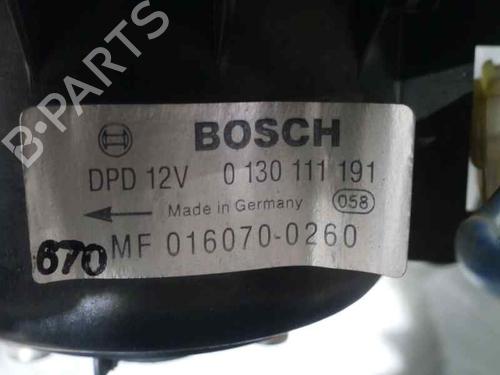 BOSCH
DPD 12V 0 130 111 191
Made in Germany 058
670 MF 016070-0260
B-PARTS